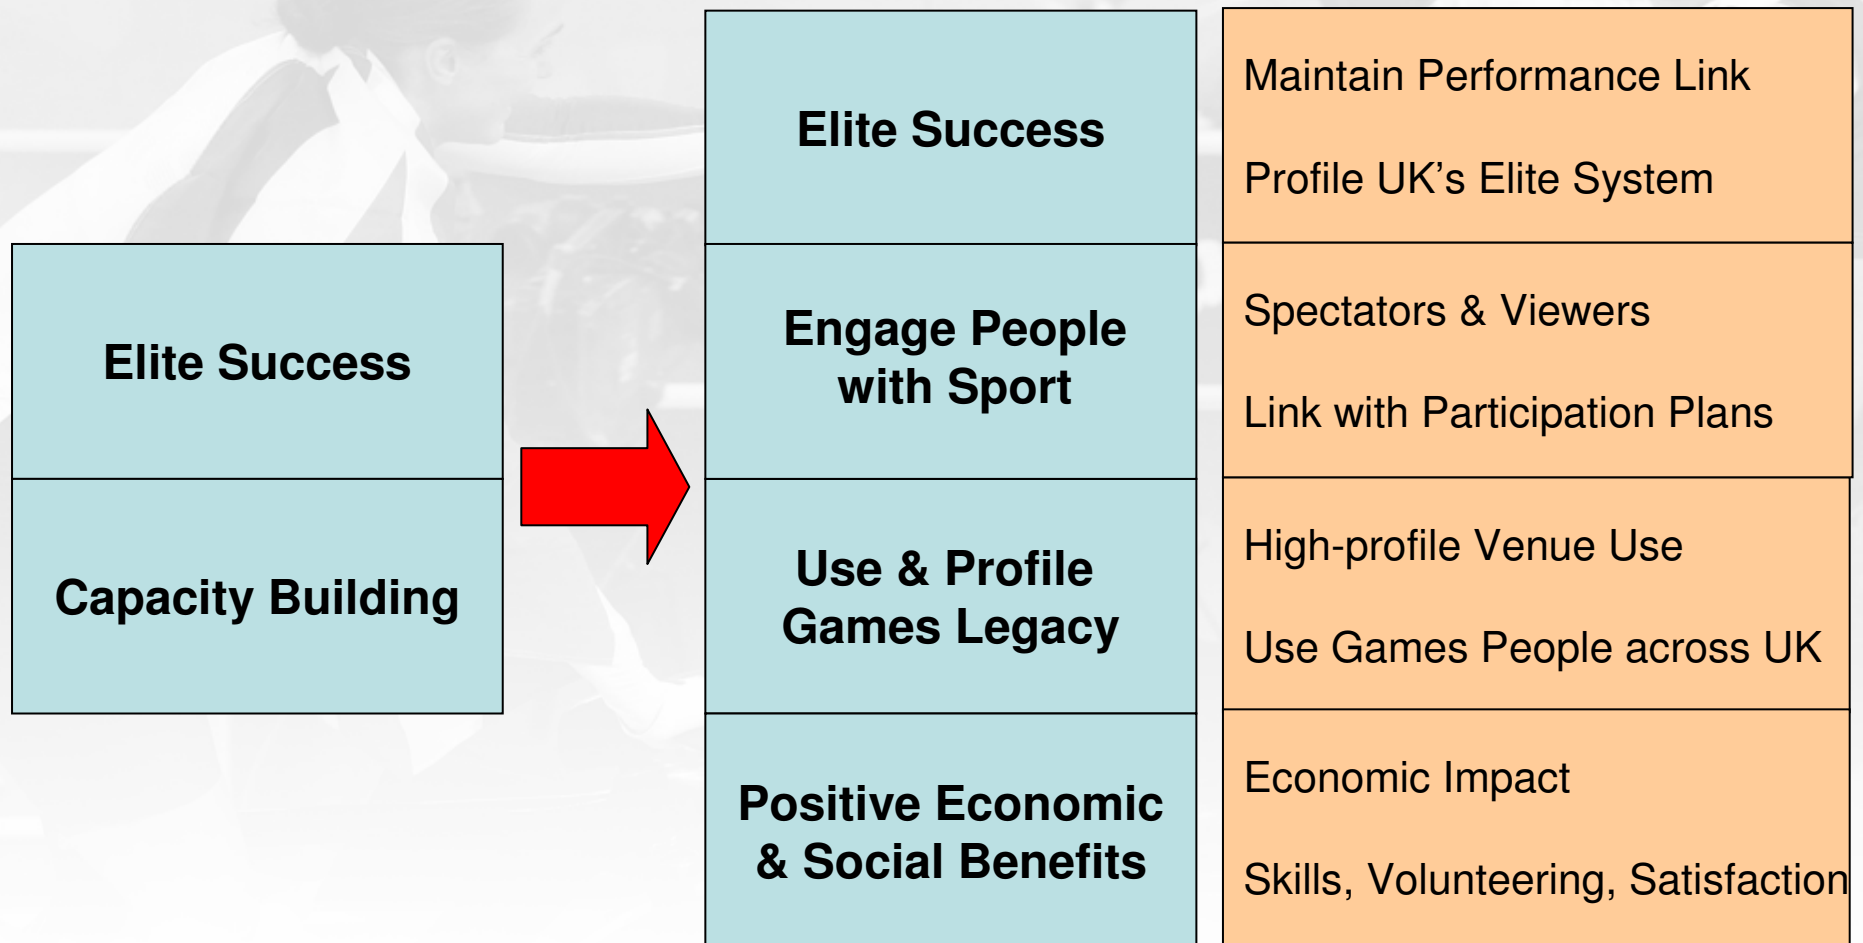 Elite Success
Capacity Building
Elite Success
Engage People
with Sport
Use & Profile
Games Legacy
Positive Economic
& Social Benefits
Maintain Performance Link
Profile UK’s Elite System
Spectators & Viewers
Link with Participation Plans
High-profile Venue Use
Use Games People across UK
Economic Impact
Skills, Volunteering, Satisfaction